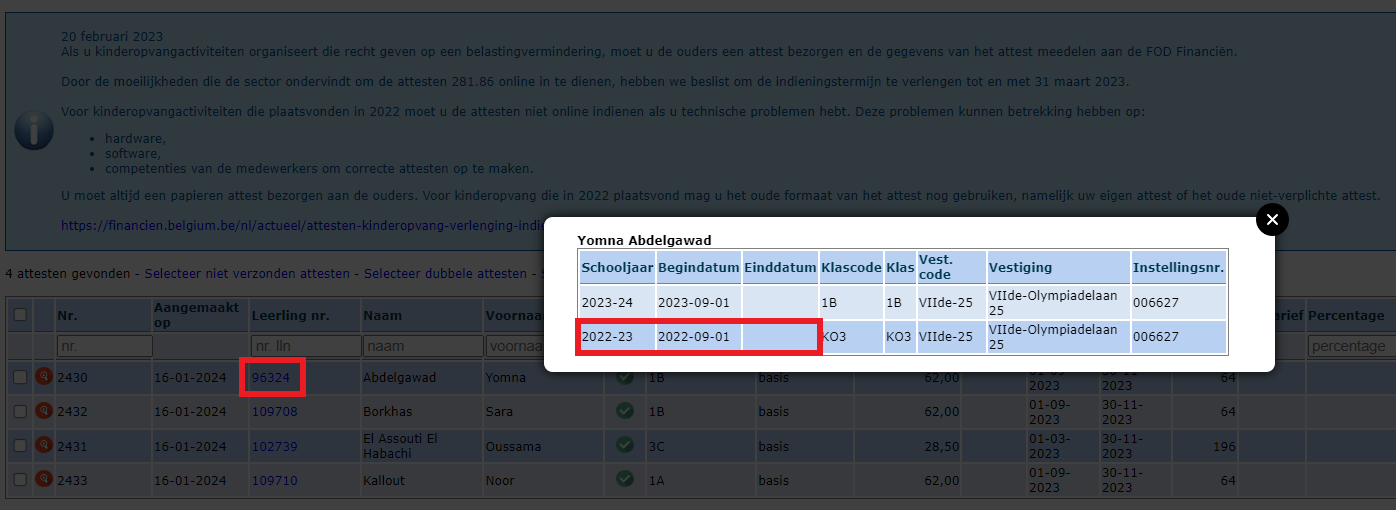 20 februari 2023
Als u kinderopvangactiviteiten organiseert die recht geven op een belastingvermindering, moet u de ouders een attest bezorgen en de gegevens van het attest meedelen aan de FOD Financiën.
Door de moeilijkheden die de sector ondervindt om de attesten 281.86 online in te dienen, hebben we beslist om de indieningstermijn te verlengen tot en met 31 maart 2023.
Voor kinderopvangactiviteiten die plaatsvonden in 2022 moet u de attesten niet online indienen als u technische problemen hebt. Deze problemen kunnen betrekking hebben op:
• hardware,
• software,
• competenties van de medewerkers om correcte attesten op te maken.
U moet altijd een papieren attest bezorgen aan de ouders. Voor kinderopvang die in 2022 plaatsvond mag u het oude formaat van het attest nog gebruiken, namelijk uw eigen attest of het oude niet-verplichte attest.
https://financien.belgium.be/nl/actueel/attesten-kinderopvang-verlenging-indi
Yomna Abdelgawad
Schooljaar Begindatum Einddatum Klascode Klas Vest. code Vestiging Instellingsnr.
2023-24 2023-09-01 1B 1B VIIde-25 VIIde-Olympiadelaan 25 006627
2022-23 2022-09-01 KO3 KO3 VIIde-25 VIIde-Olympiadelaan 25 006627
4 attesten gevonden - Selecteer niet verzonden attesten - Selecteer dubbele attesten -
Nr. Aangemaakt op Leerling nr. Naam Voornaa arief Percentage
nr. nr. lln naam voornaa percentage
2430 16-01-2024 96324 Abdelgawad Yomna 1B basis 62,00 01-09-2023 30-11-2023 64
2432 16-01-2024 109708 Borkhas Sara 1B basis 62,00 01-09-2023 30-11-2023 64
2431 16-01-2024 102739 El Assouti El Habachi Oussama 3C basis 28,50 01-03-2023 30-11-2023 196
2433 16-01-2024 109710 Kallout Noor 1A basis 62,00 01-09-2023 30-11-2023 64